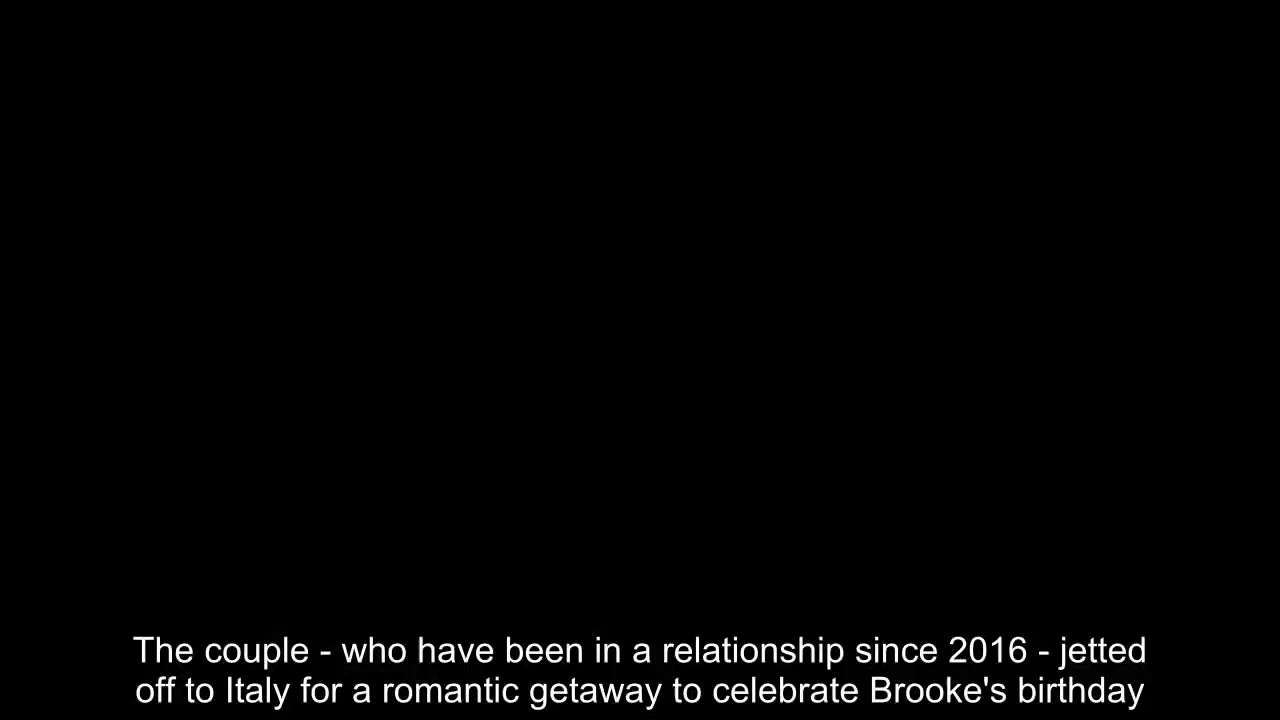 The couple - who have been in a relationship since 2016 - jetted
off to Italy for a romantic getaway to celebrate Brooke's birthday